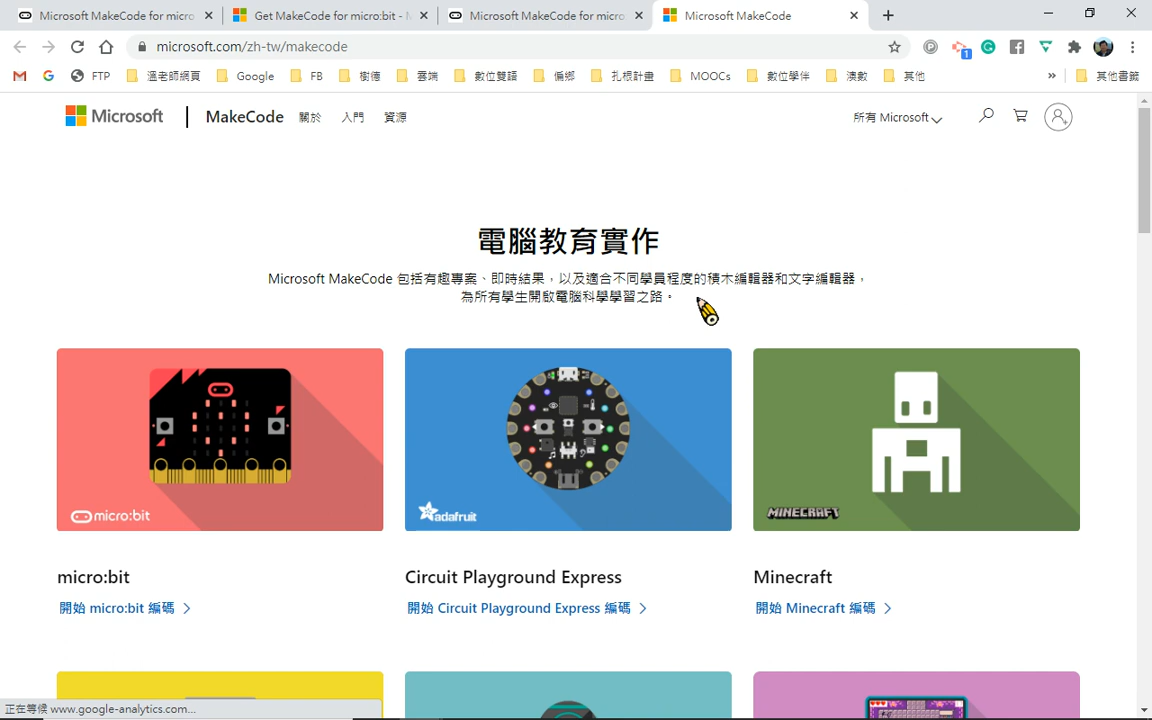 Microsoft MakeCode for micro
Get MakeCode for micro:bit - M
Microsoft MakeCode for micro
Microsoft MakeCode
microsoft.com/zh-tw/makecode
1
FTP
溫老師網頁
Google
FB
樹德
雲端
數位雙語
偏鄉
扎根計畫
MOOCs
數位學伴
澳數
其他
»
其他書籤
Microsoft
MakeCode
關於
入門
資源
所有 Microsoft
電腦教育實作
Microsoft MakeCode 包括有趣專案、即時結果，以及適合不同學員程度的積木編輯器和文字編輯器，
為所有學生開啟電腦科學學習之路。
micro:bit
adafruit
MINECRAFT
micro:bit
Circuit Playground Express
Minecraft
開始 micro:bit 編碼
開始 Circuit Playground Express 編碼
開始 Minecraft 編碼
正在等候 www.google-analytics.com...